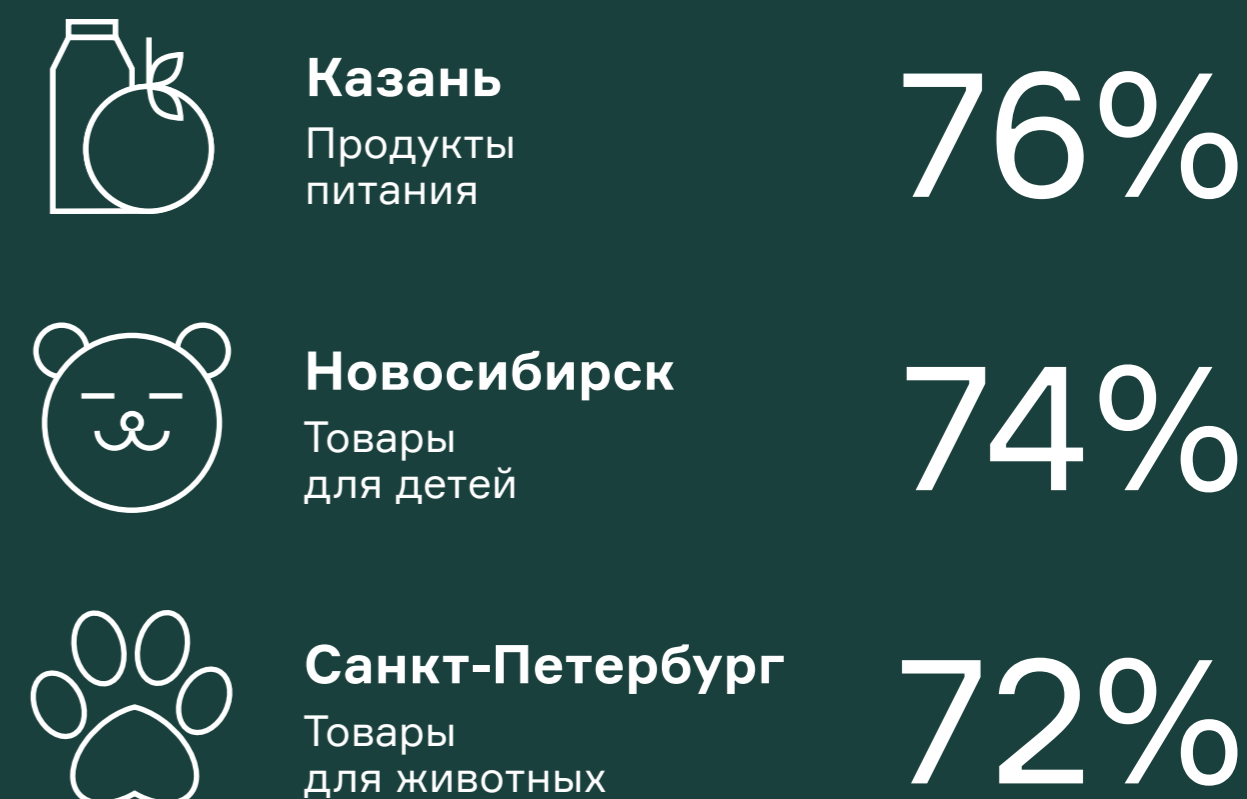 Казань
Продукты
питания
76%
Новосибирск
Товары
для детей
74%
Санкт-Петербург
Товары
для животных
72%